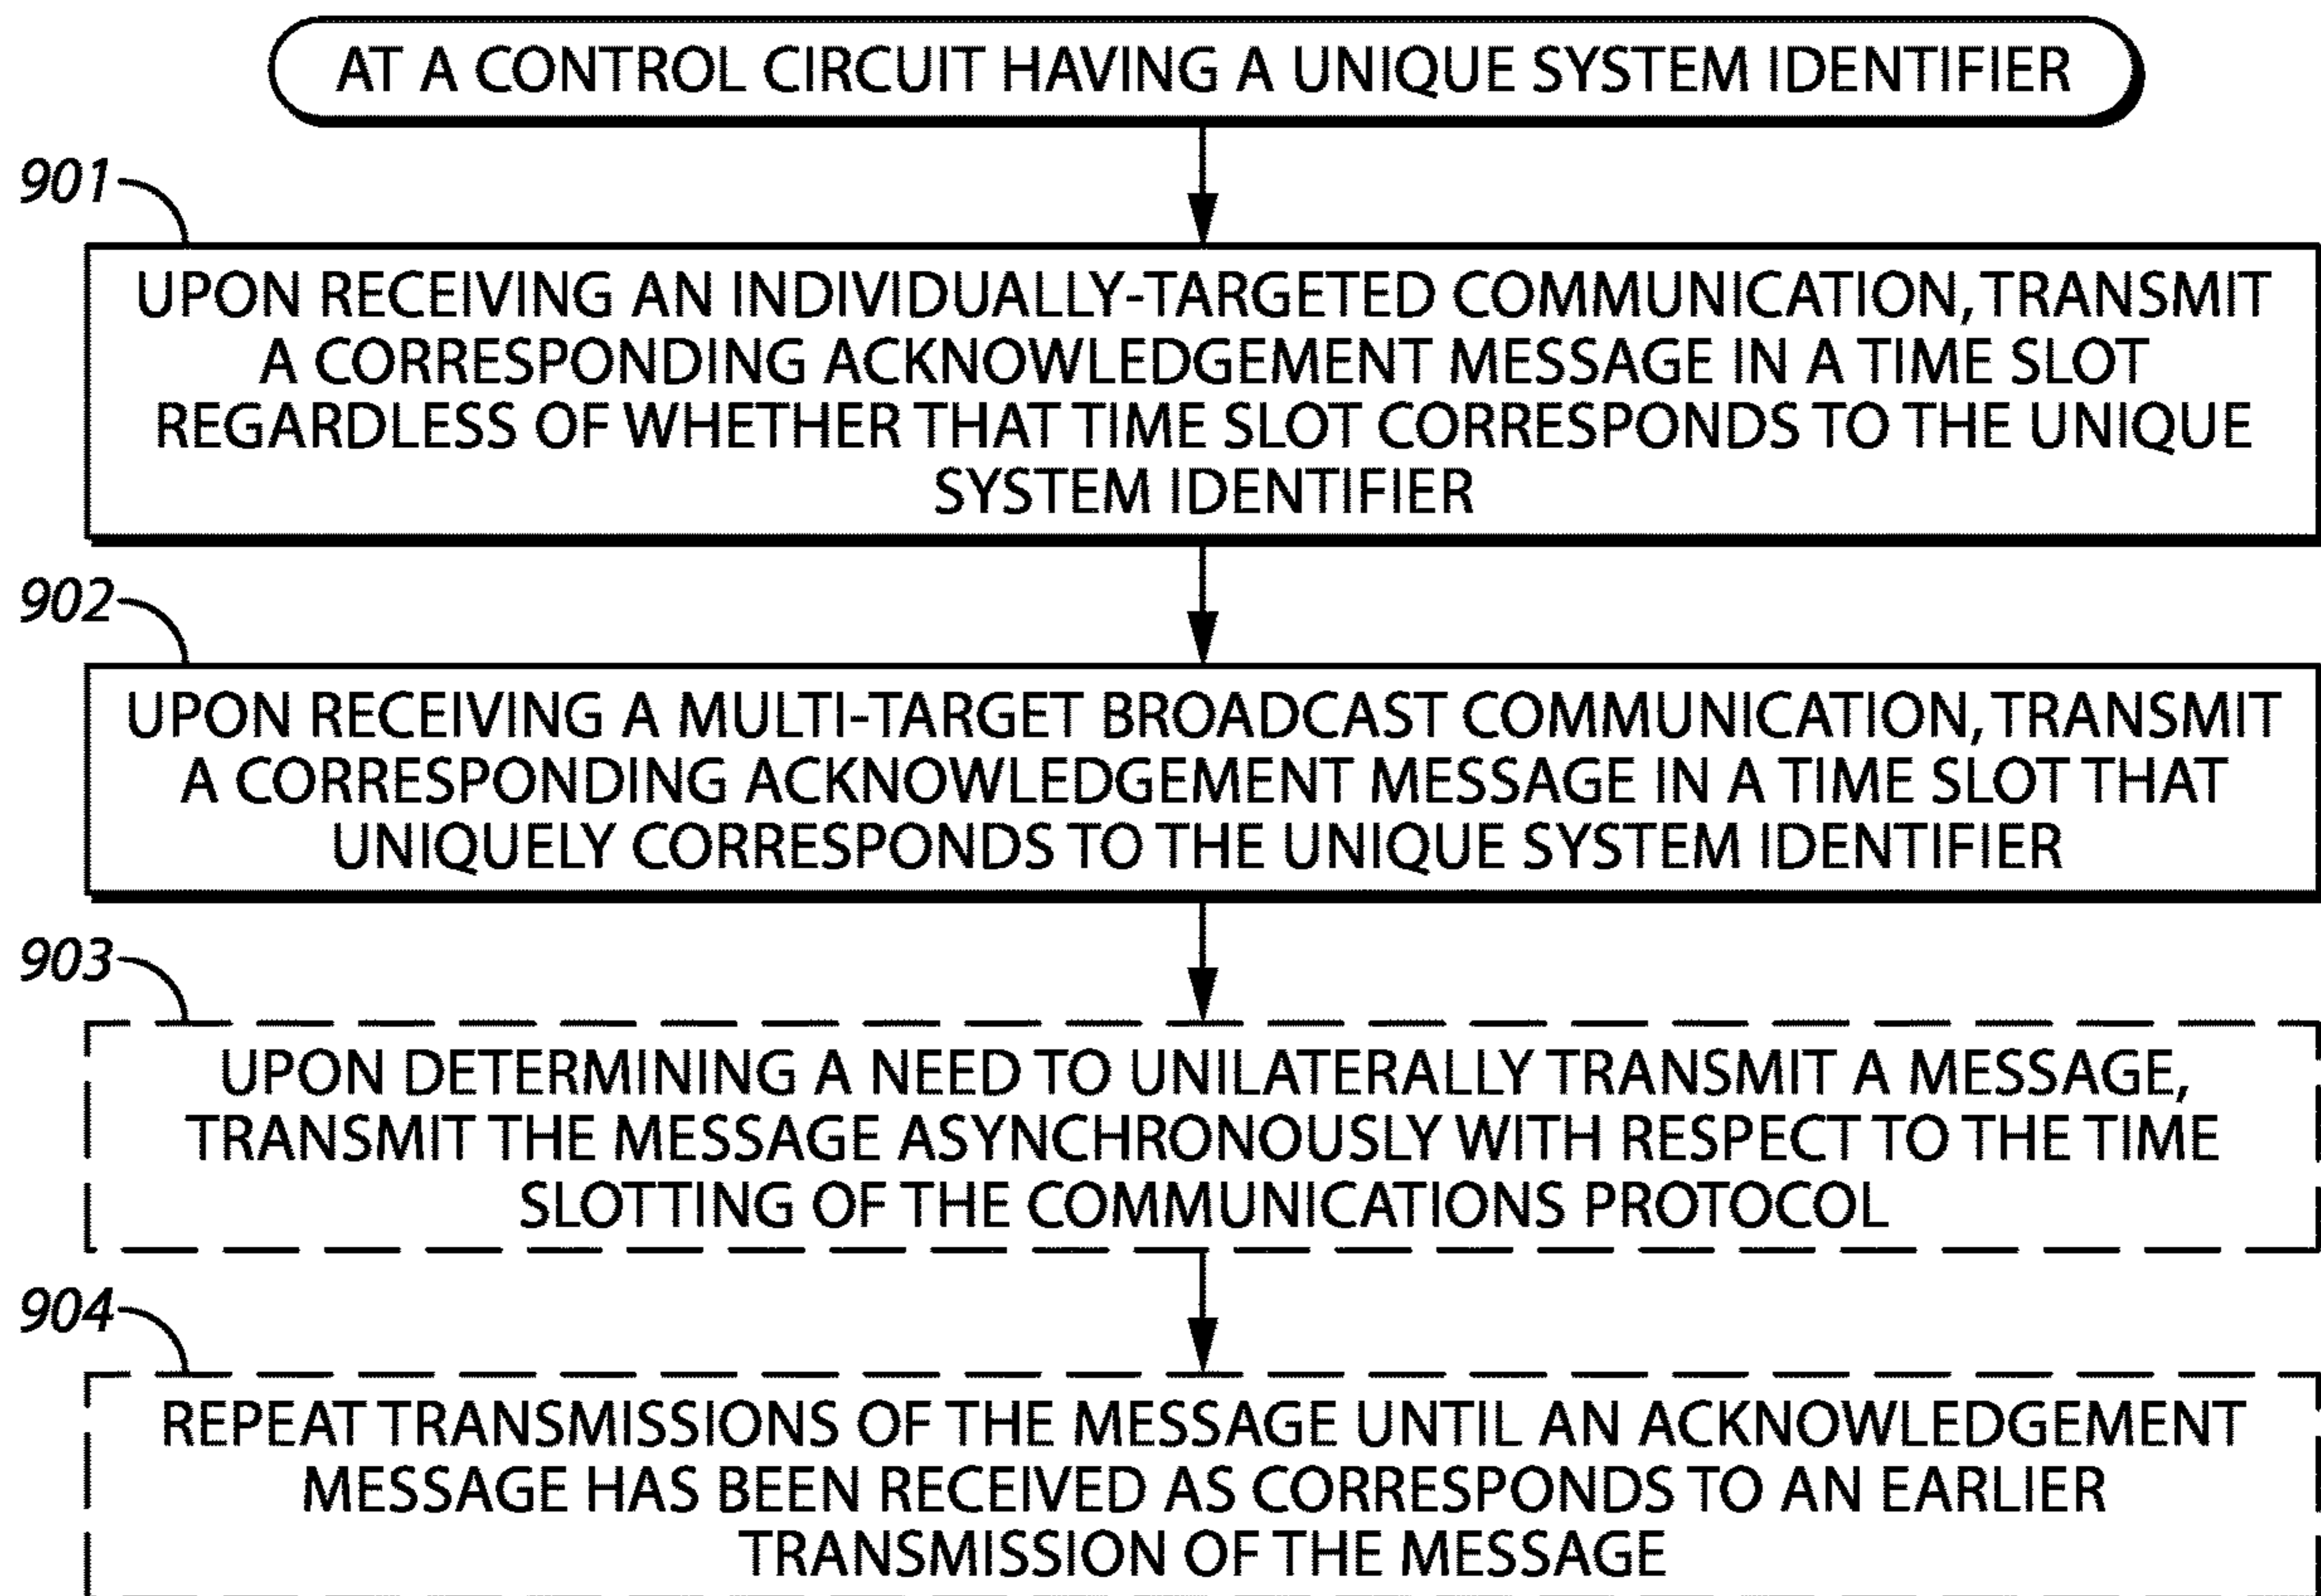 AT A CONTROL CIRCUIT HAVING A UNIQUE SYSTEM IDENTIFIER
901
UPON RECEIVING AN INDIVIDUALLY-TARGETED COMMUNICATION, TRANSMIT
A CORRESPONDING ACKNOWLEDGEMENT MESSAGE IN A TIME SLOT
REGARDLESS OF WHETHER THAT TIME SLOT CORRESPONDS TO THE UNIQUE
SYSTEM IDENTIFIER
902
UPON RECEIVING A MULTI-TARGET BROADCAST COMMUNICATION, TRANSMIT
A CORRESPONDING ACKNOWLEDGEMENT MESSAGE IN A TIME SLOT THAT
UNIQUELY CORRESPONDS TO THE UNIQUE SYSTEM IDENTIFIER
903
UPON DETERMINING A NEED TO UNILATERALLY TRANSMIT A MESSAGE,
TRANSMIT THE MESSAGE ASYNCHRONOUSLY WITH RESPECT TO THE TIME
SLOTTING OF THE COMMUNICATIONS PROTOCOL
904
REPEAT TRANSMISSIONS OF THE MESSAGE UNTIL AN ACKNOWLEDGEMENT
MESSAGE HAS BEEN RECEIVED AS CORRESPONDS TO AN EARLIER
TRANSMISSION OF THE MESSAGE